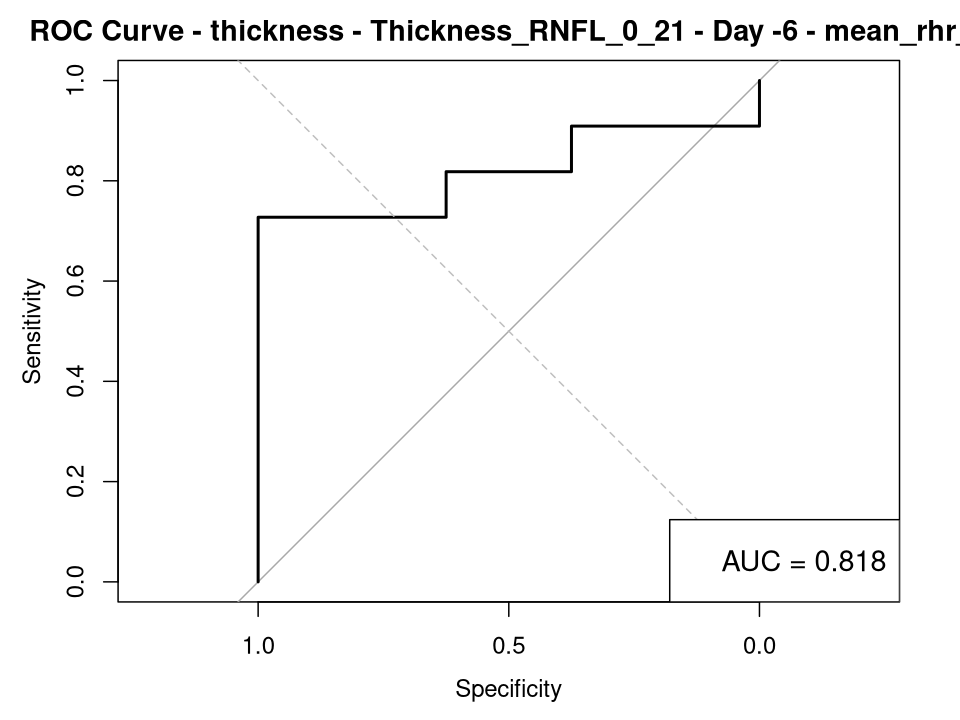 ROC Curve - thickness - Thickness_RNFL_0_21 - Day -6 - mean_rhr_
1.0
0.8
0.6
0.4
0.2
0.0
Sensitivity
AUC = 0.818
1.0 0.5 0.0
Specificity